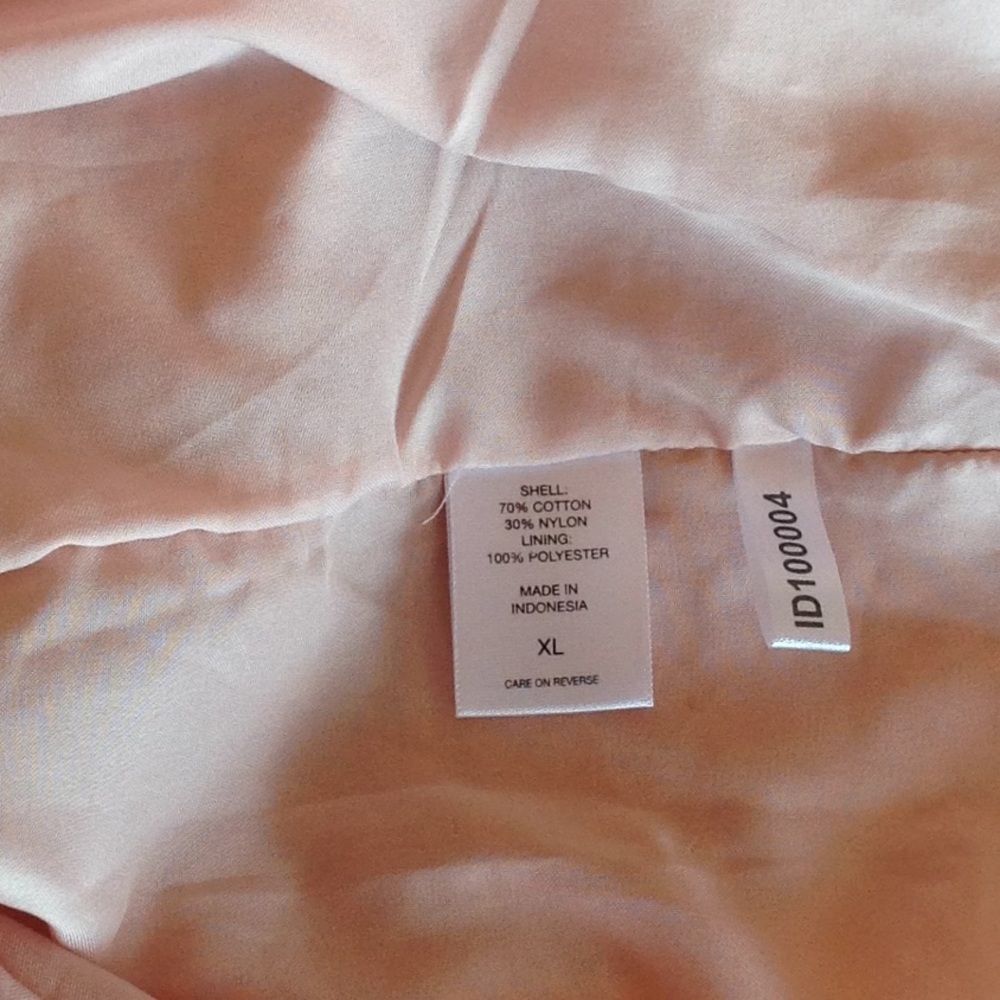 SHELL:
70% COTTON
30% NYLON
LINING:
100% POLYESTER
MADE IN
INDONESIA
XL
CARE ON REVERSE
ID100004